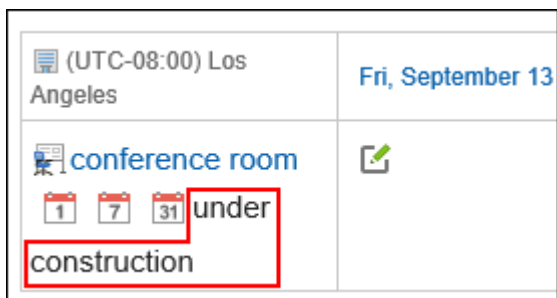 (UTC-08:00) Los
Angeles
Fri, September 13
conference room
1 7 31 under
construction